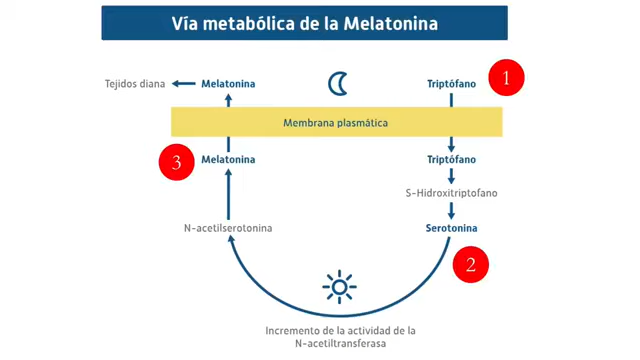 Vía metabólica de la Melatonina
Tejidos diana
Melatonina
Triptófano
1
Membrana plasmática
3
Melatonina
Triptófano
S-Hidroxitriptofano
N-acetilserotonina
Serotonina
2
Incremento de la actividad de la
N-acetiltransferasa